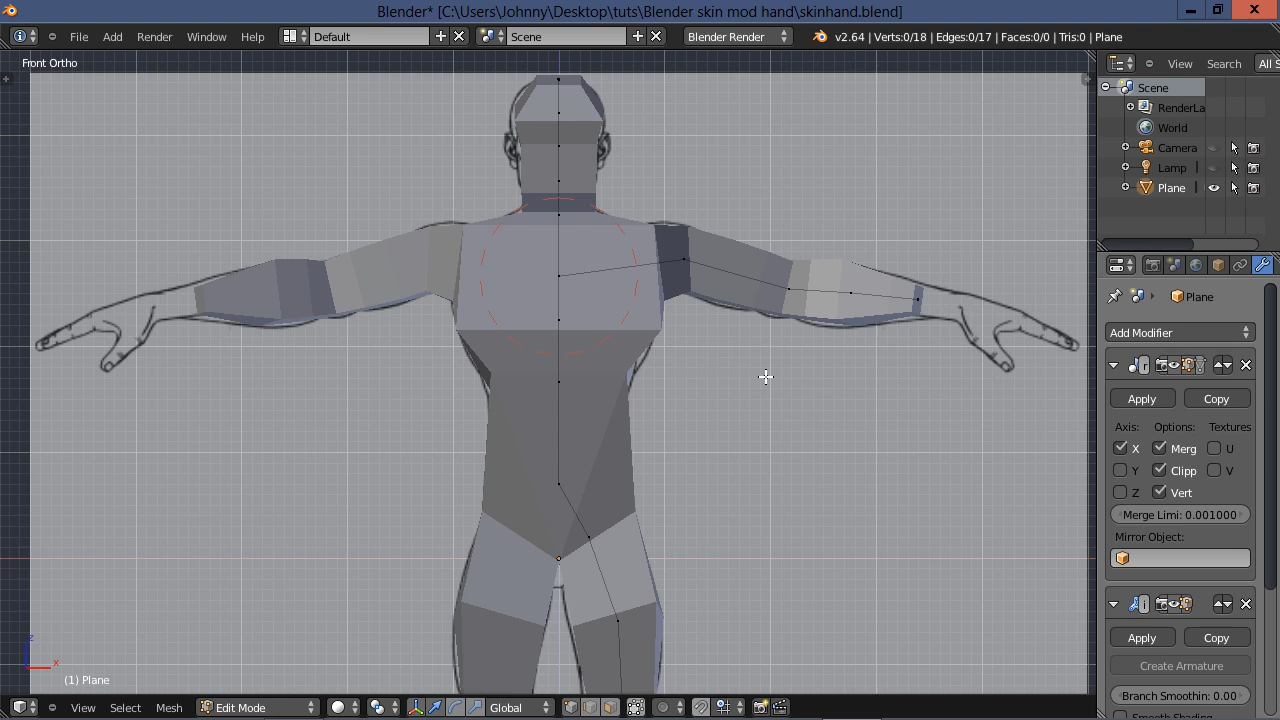 Blender* [C:\Users\Johnny\Desktop\tuts\Blender skin mod hand\skinhand.blend]
File Add Render Window Help Default Scene Blender Render v2.64 | Verts:0/18 | Edges:0/17 | Faces:0/0 | Tris:0 | Plane
Front Ortho
View Search All S
Scene
RenderLa
World
Camera
Lamp
Plane
Plane
Add Modifier
Apply Copy
Axis: Options: Textures
X Merg U
Y Clipp V
Z Vert
Merge Limi: 0.001000
Mirror Object:
Apply Copy
Create Armature
Branch Smoothin: 0.00
Smooth Shading
z
x
(1) Plane
View Select Mesh Edit Mode Global